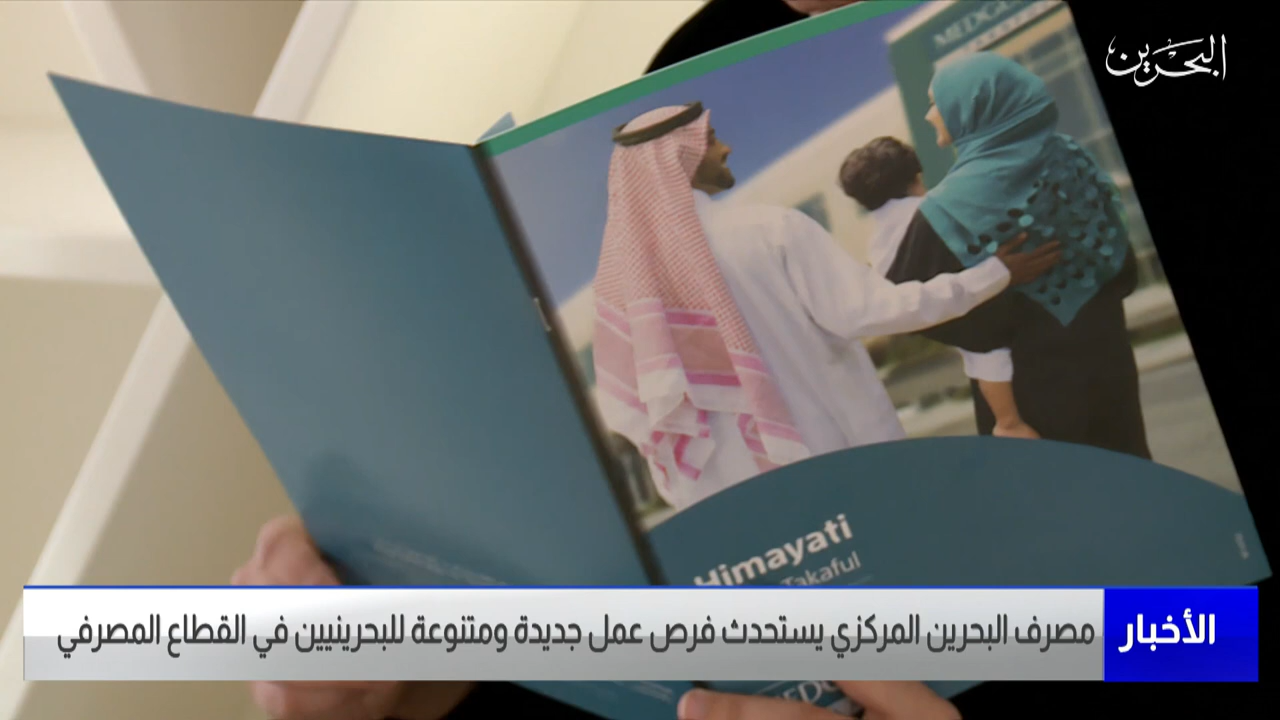 البحرين
Himayati
Takaful
الأخبار
مصرف البحرين المركزي يستحدث فرص عمل جديدة ومتنوعة للبحرينيين في القطاع المصرفي